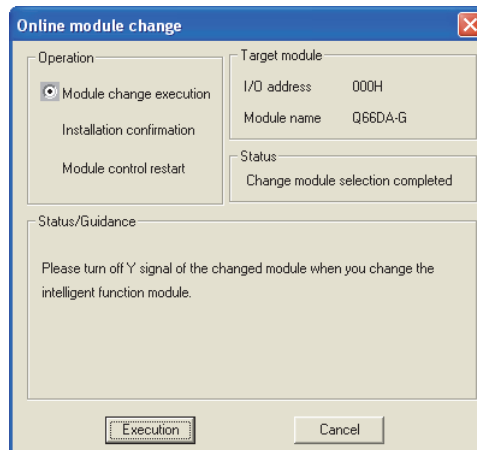 Online module change
Operation
Module change execution
Installation confirmation
Module control restart
Target module
I/O address 000H
Module name Q66DA-G
Status
Change module selection completed
Status/Guidance
Please turn off Y signal of the changed module when you change the
intelligent function module.
Execution Cancel